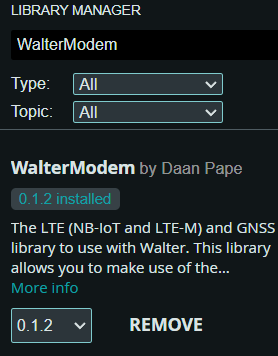 LIBRARY MANAGER
WalterModem
Type: All
Topic: All
WalterModem by Daan Pape
0.1.2 installed
The LTE (NB-IoT and LTE-M) and GNSS
library to use with Walter. This library
allows you to make use of the...
More info
0.1.2 REMOVE